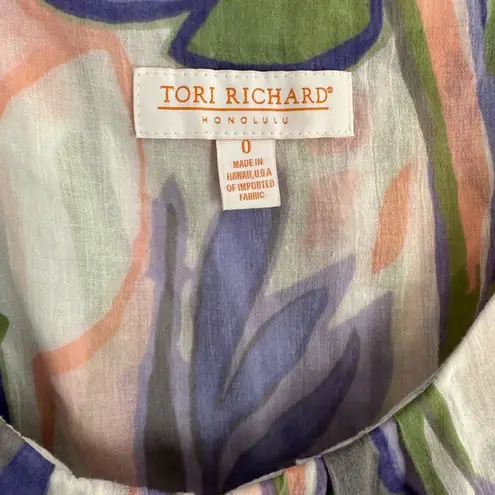 TORI RICHARD®
HONOLULU
0
MADE IN
HAWAII, U.S.A
OF IMPORTED
FABRIC